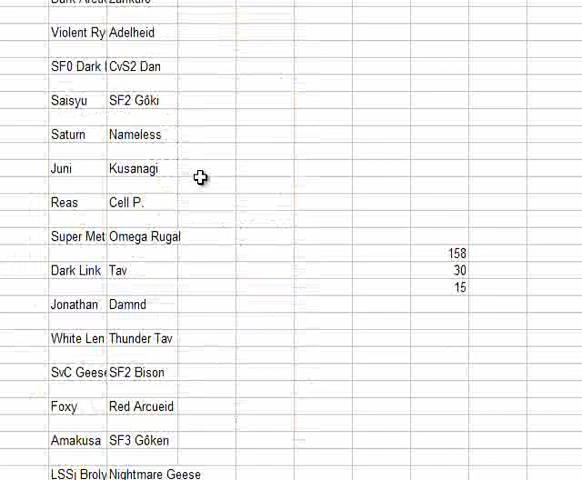 Violent Ry Adelheid
SF0 Dark CvS2 Dan
Saisyu SF2 Gôki
Saturn Nameless
Juni Kusanagi
Reas Cell P.
Super Met Omega Rugal
158
Dark Link Tav 30
15
Jonathan Damnd
White Len Thunder Tav
SvC Geese SF2 Bison
Foxy Red Arcueid
Amakusa SF3 Gôken
LSSj Broly Nightmare Geese